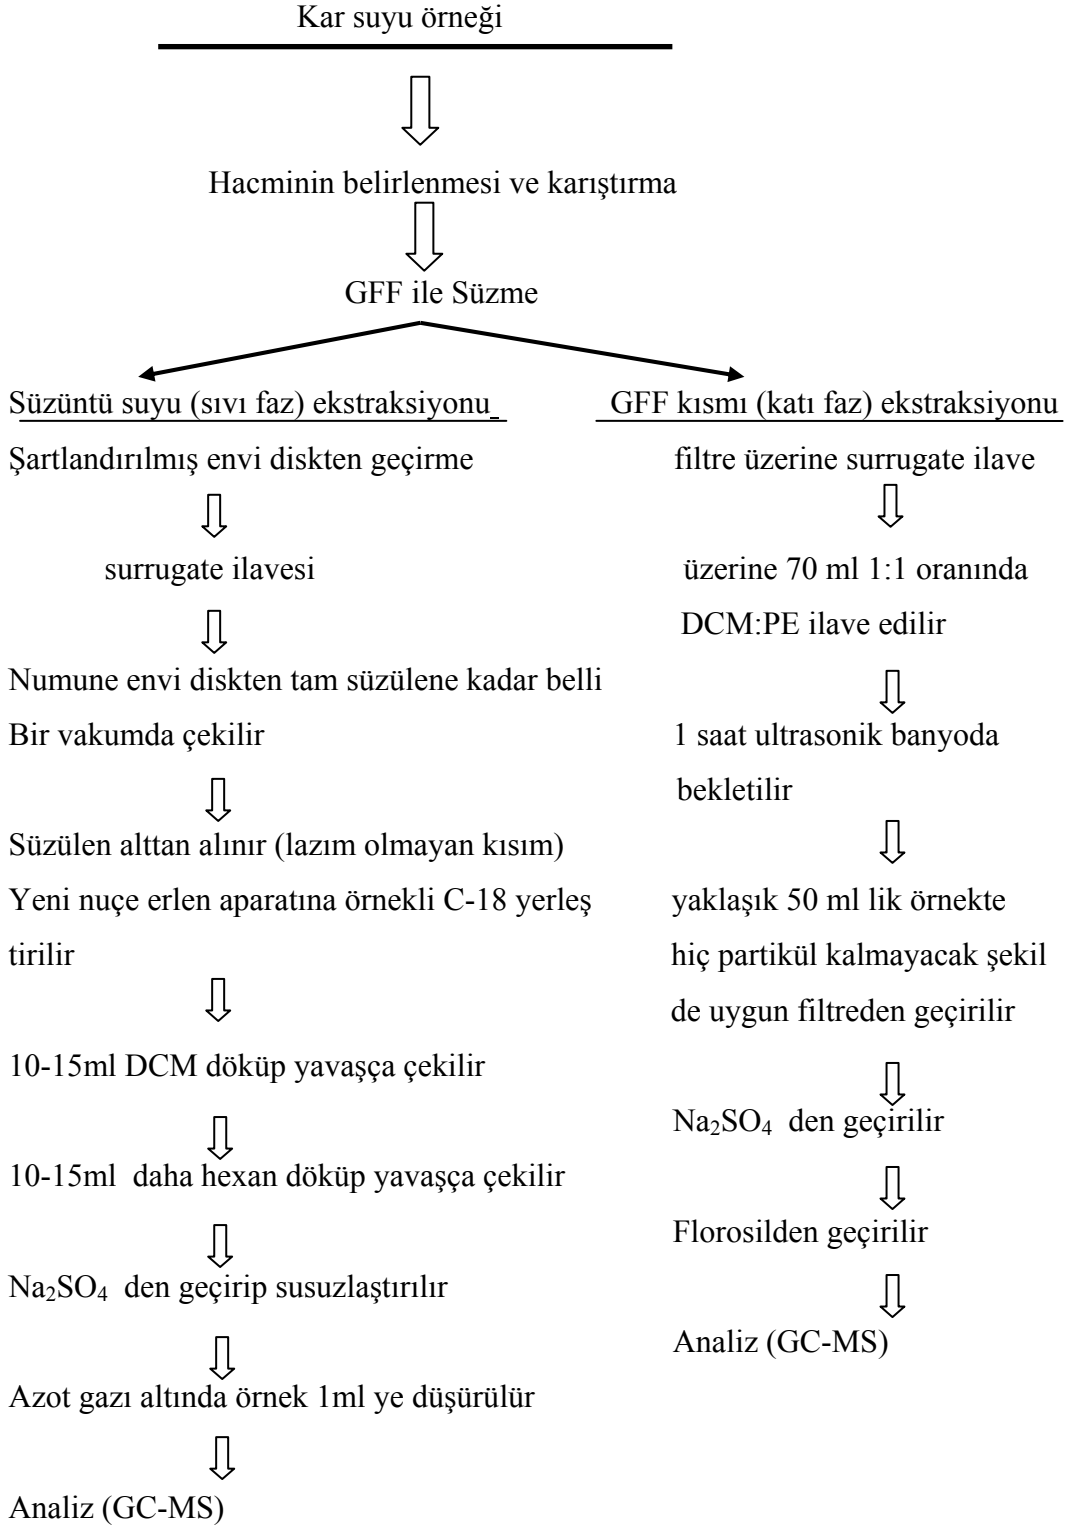 Kar suyu örneği
Hacminin belirlenmesi ve karıştırma
GFF ile Süzme
Süzüntü suyu (sıvı faz) ekstraksiyonu
Şartlandırılmış envi diskten geçirme
surrugate ilavesi
Numune envi diskten tam süzülene kadar belli
Bir vakumda çekilir
Süzülen alttan alınır (lazım olmayan kısım)
Yeni nuçe erlen aparatına örnekli C-18 yerleş
tirilir
10-15ml DCM döküp yavaşça çekilir
10-15ml daha hexan döküp yavaşça çekilir
Na₂SO₄ den geçirip susuzlaştırılır
Azot gazı altında örnek 1ml ye düşürülür
Analiz (GC-MS)
GFF kısmı (katı faz) ekstraksiyonu
filtre üzerine surrugate ilave
üzerine 70 ml 1:1 oranında
DCM:PE ilave edilir
1 saat ultrasonik banyoda
bekletilir
yaklaşık 50 ml lik örnekte
hiç partikül kalmayacak şekil
de uygun filtreden geçirilir
Na₂SO₄ den geçirilir
Florosilden geçirilir
Analiz (GC-MS)